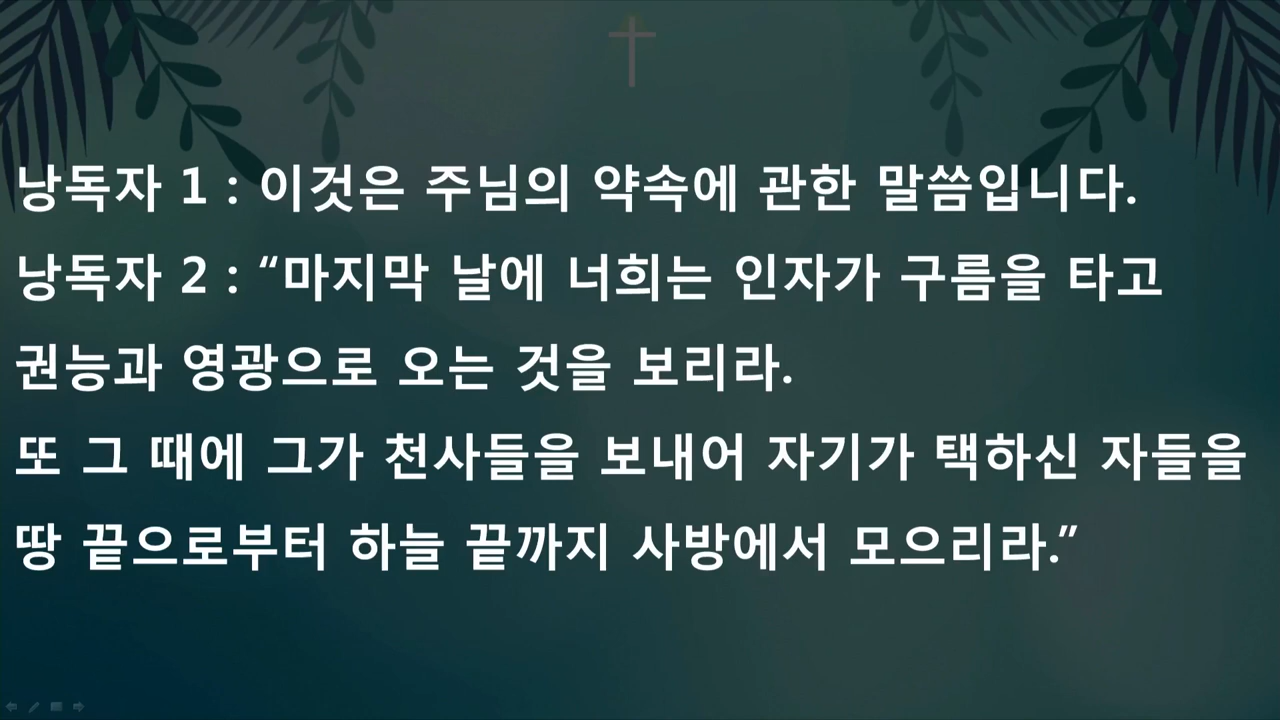 낭독자 1 : 이것은 주님의 약속에 관한 말씀입니다.
낭독자 2 : “마지막 날에 너희는 인자가 구름을 타고
권능과 영광으로 오는 것을 보리라.
또 그 때에 그가 천사들을 보내어 자기가 택하신 자들을
땅 끝으로부터 하늘 끝까지 사방에서 모으리라.”